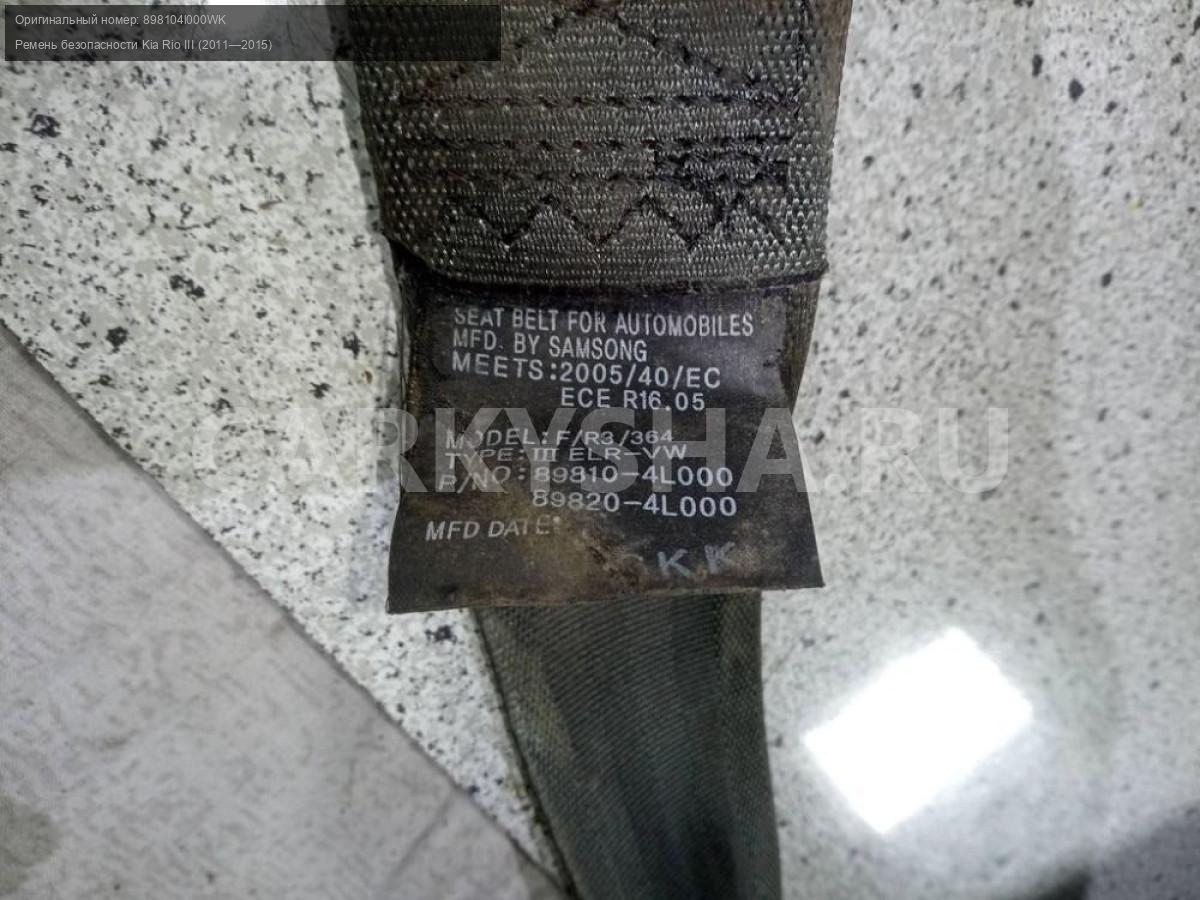 Оригинальный номер: 898104l000WK
Ремень безопасности Kia Rio III (2011—2015)
SEAT BELT FOR AUTOMOBILES
MFD. BY SAMSONG
MEETS:2005/40/EC
ECE R16.05
CARKYSHA.RU
MODEL: F/R3/364
TYPE: III ELR-VW
P/NO: 89810-4L000
89820-4L000
MFD DATE:
K.K